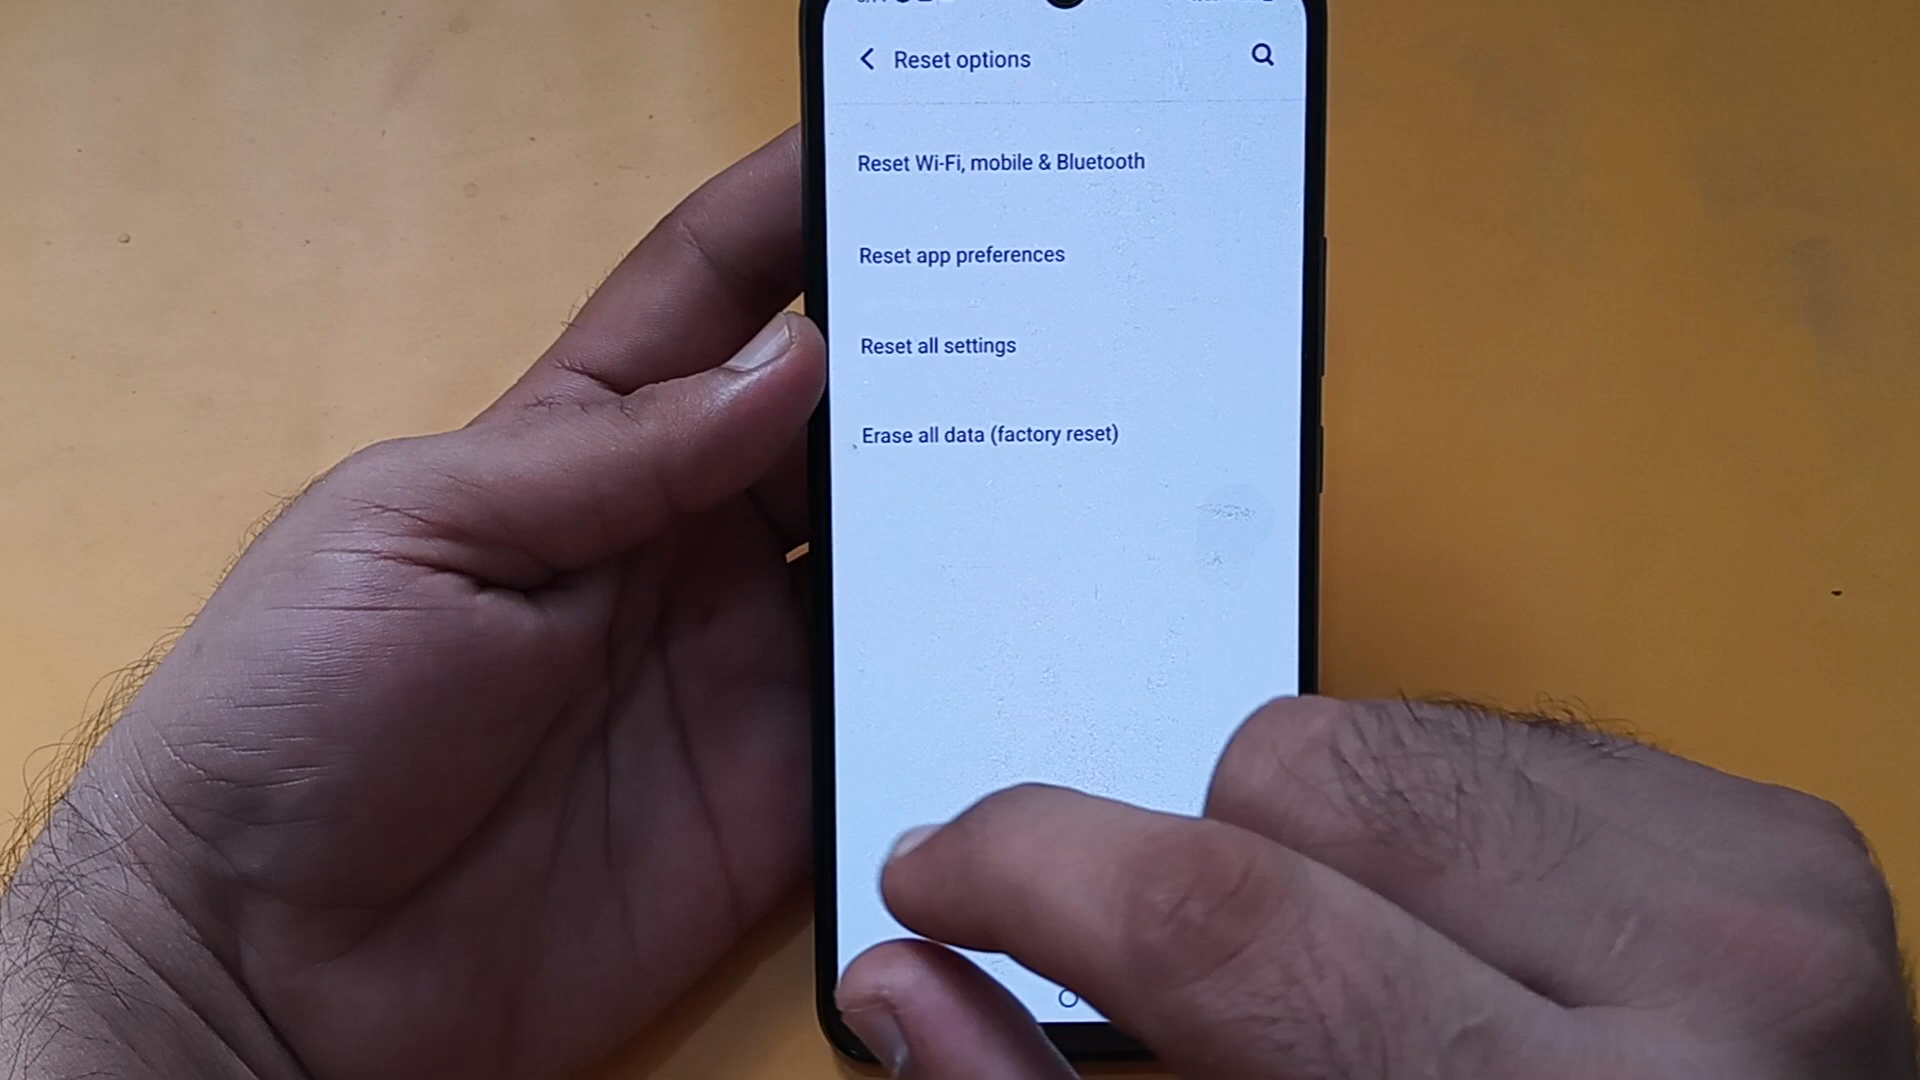 Reset options
Reset Wi-Fi, mobile & Bluetooth
Reset app preferences
Reset all settings
Erase all data (factory reset)